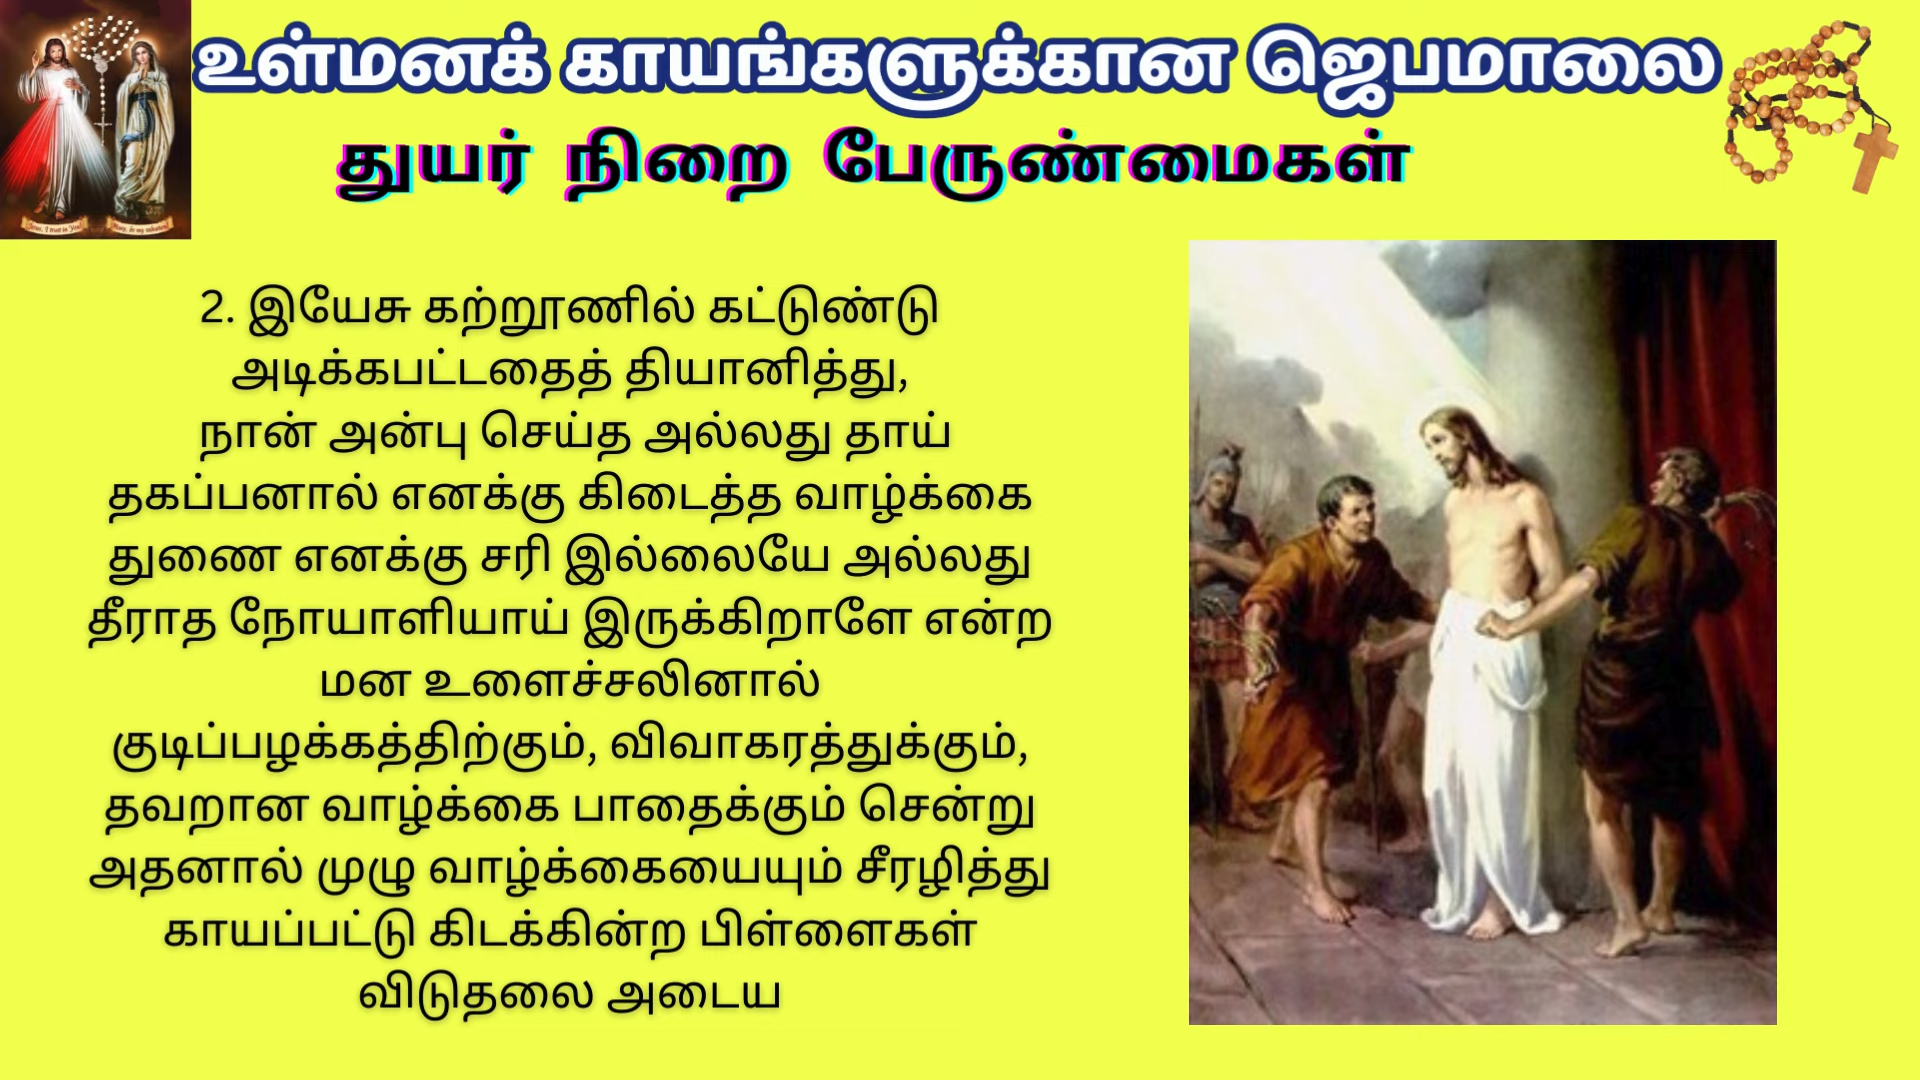 உள்மனக் காயங்களுக்கான ஜெபமாலை
துயர் நிறை பேருண்மைகள்
2. இயேசு கற்றூணில் கட்டுண்டு
அடிக்கபட்டதைத் தியானித்து,
நான் அன்பு செய்த அல்லது தாய்
தகப்பனால் எனக்கு கிடைத்த வாழ்க்கை
துணை எனக்கு சரி இல்லையே அல்லது
தீராத நோயாளியாய் இருக்கிறாளே என்ற
மன உளைச்சலினால்
குடிப்பழக்கத்திற்கும், விவாகரத்துக்கும்,
தவறான வாழ்க்கை பாதைக்கும் சென்று
அதனால் முழு வாழ்க்கையையும் சீரழித்து
காயப்பட்டு கிடக்கின்ற பிள்ளைகள்
விடுதலை அடைய